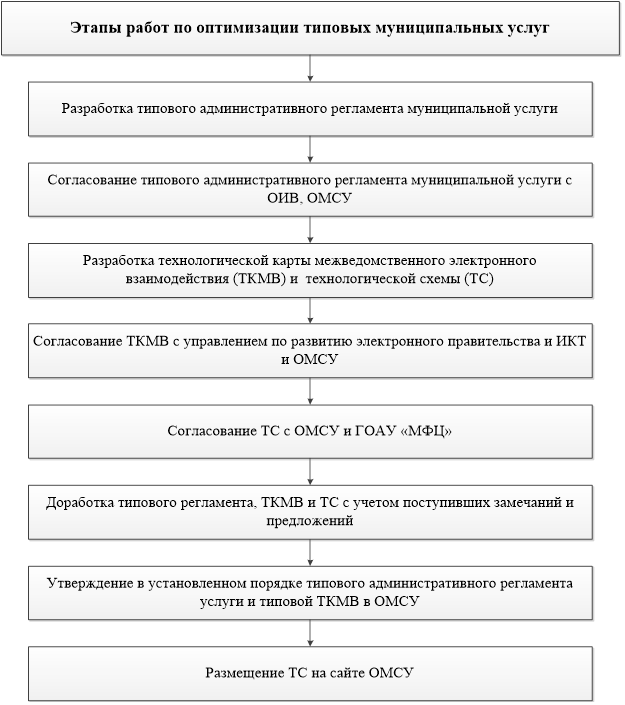 Этапы работ по оптимизации типовых муниципальных услуг
Разработка типового административного регламента муниципальной услуги
Согласование типового административного регламента муниципальной услуги с
ОИВ, ОМСУ
Разработка технологической карты межведомственного электронного
взаимодействия (ТКМВ) и технологической схемы (ТС)
Согласование ТКМВ с управлением по развитию электронного правительства и ИКТ
и ОМСУ
Согласование ТС с ОМСУ и ГОАУ «МФЦ»
Доработка типового регламента, ТКМВ и ТС с учетом поступивших замечаний и
предложений
Утверждение в установленном порядке типового административного регламента
услуги и типовой ТКМВ в ОМСУ
Размещение ТС на сайте ОМСУ